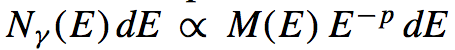 N_γ(E) dE ∝ M(E) E^{-p} dE